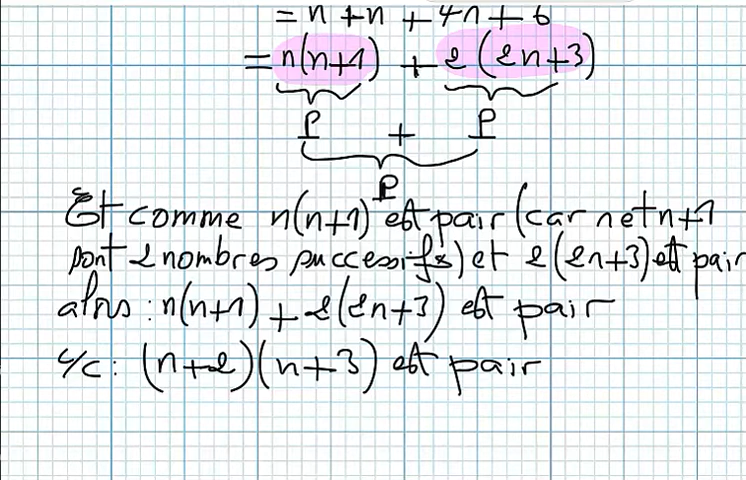 = n + n + 4n + 6
= n(n+1) + 2(2n+3)
P + P
P
Et comme n(n+1) est pair (car n et n+1
sont 2 nombres successifs) et 2(2n+3) est pair
alors : n(n+1) + 2(2n+3) est pair
c/c : (n+2)(n+3) est pair